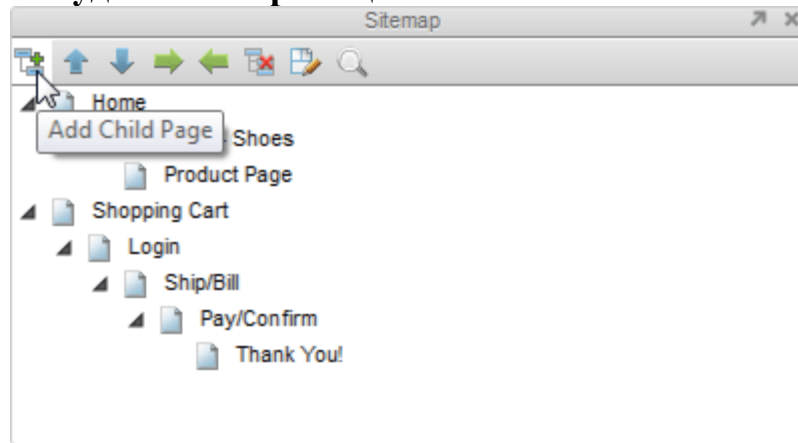 Sitemap
Home
Add Child Page
Shoes
Product Page
Shopping Cart
Login
Ship/Bill
Pay/Confirm
Thank You!